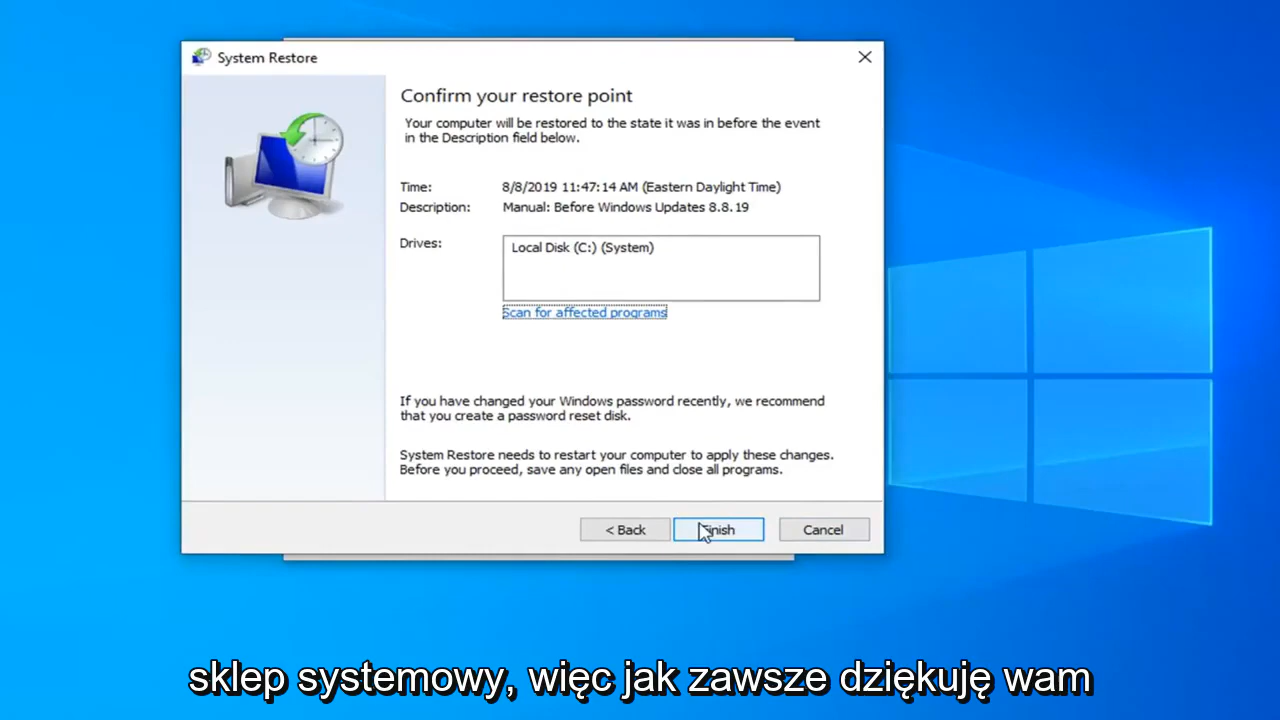 System Restore
Confirm your restore point
Your computer will be restored to the state it was in before the event
in the Description field below.
Time: 8/8/2019 11:47:14 AM (Eastern Daylight Time)
Description: Manual: Before Windows Updates 8.8.19
Drives: Local Disk (C:) (System)
Scan for affected programs
If you have changed your Windows password recently, we recommend
that you create a password reset disk.
System Restore needs to restart your computer to apply these changes.
Before you proceed, save any open files and close all programs.
< Back Finish Cancel
sklep systemowy, więc jak zawsze dziękuję wam